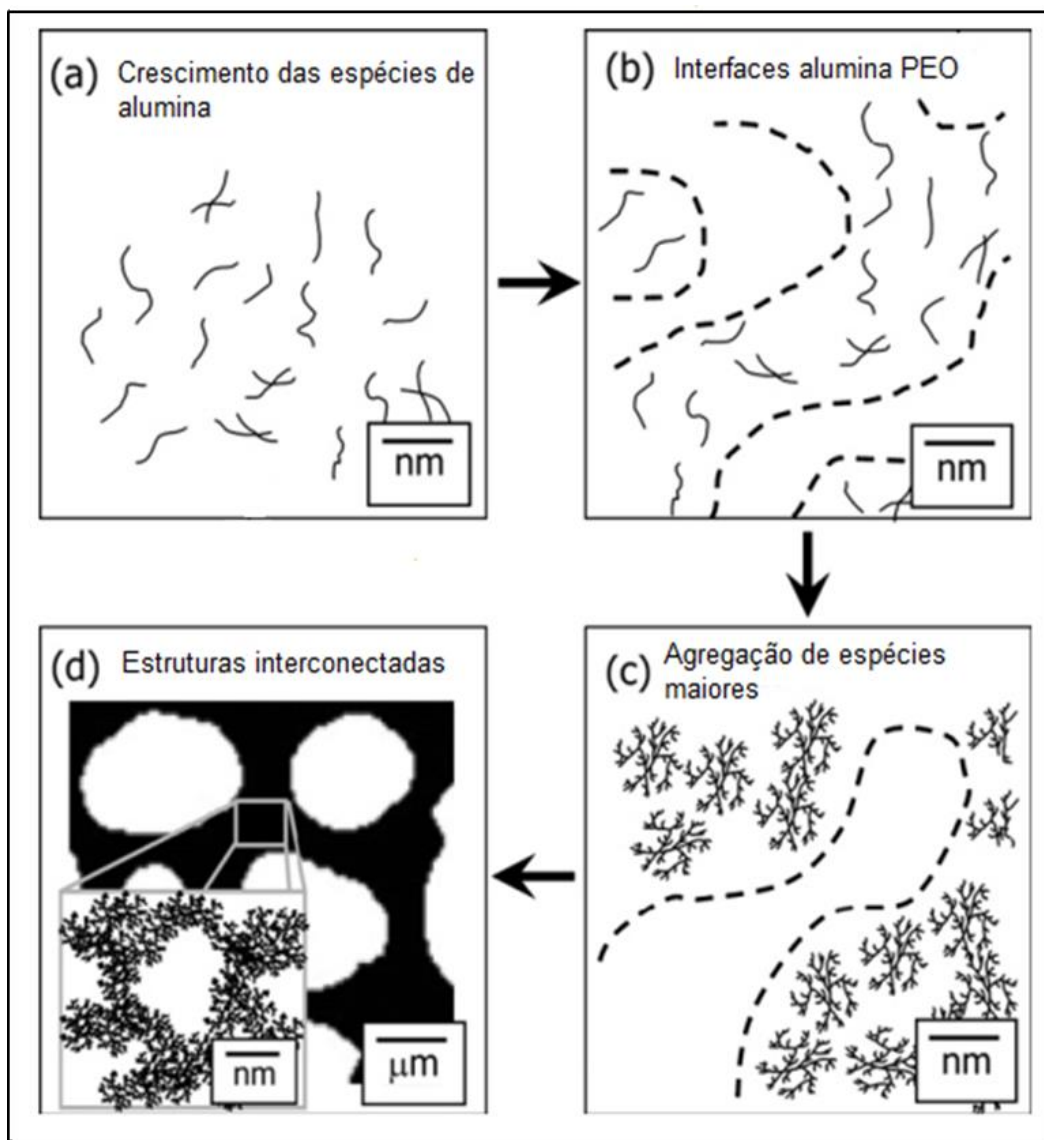 (a) Crescimento das espécies de
alumina
nm
(b) Interfaces alumina PEO
nm
(d) Estruturas interconectadas
nm
μm
(c) Agregação de espécies
maiores
nm